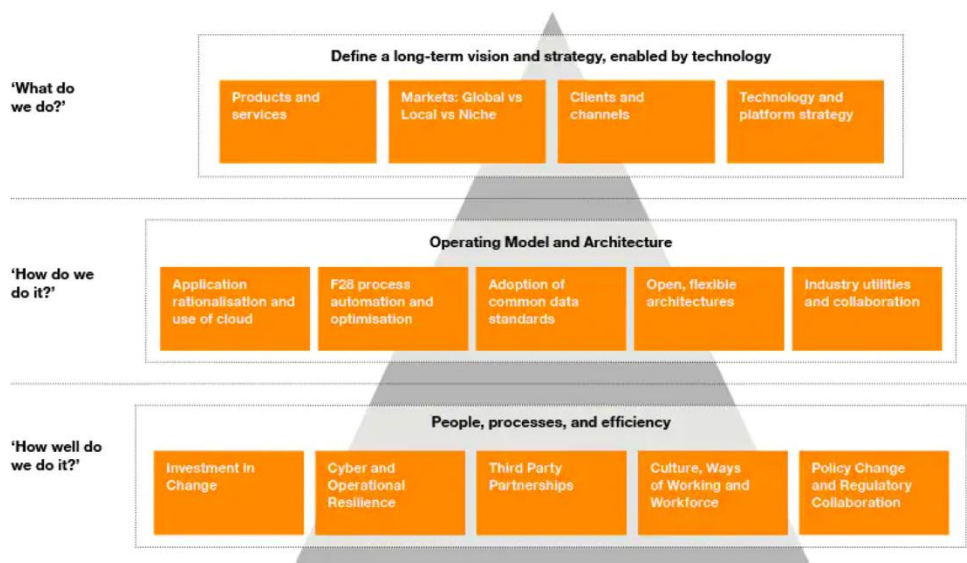 Define a long-term vision and strategy, enabled by technology
‘What do
we do?’
Products and
services
Markets: Global vs
Local vs Niche
Clients and
channels
Technology and
platform strategy
Operating Model and Architecture
‘How do we
do it?’
Application
rationalisation and
use of cloud
F28 process
automation and
optimisation
Adoption of
common data
standards
Open, flexible
architectures
Industry utilities
and collaboration
People, processes, and efficiency
‘How well do
we do it?’
Investment in
Change
Cyber and
Operational
Resilience
Third Party
Partnerships
Culture, Ways
of Working and
Workforce
Policy Change
and Regulatory
Collaboration